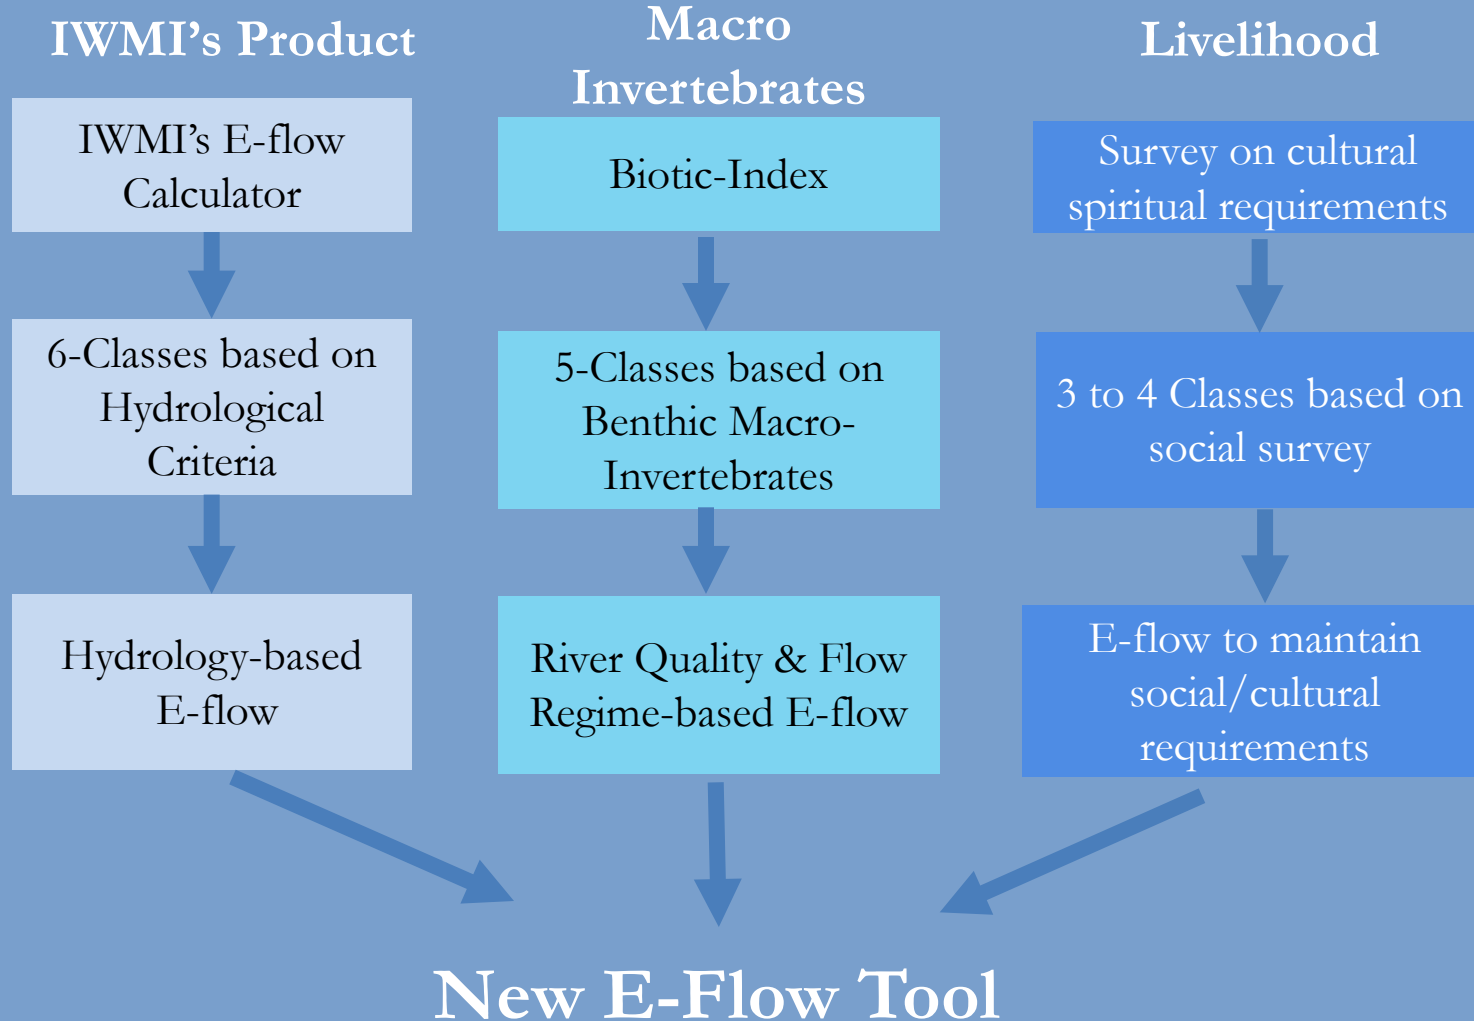 IWMI’s Product
IWMI’s E-flow
Calculator
6-Classes based on
Hydrological
Criteria
Hydrology-based
E-flow
Macro
Invertebrates
Biotic-Index
5-Classes based on
Benthic Macro-
Invertebrates
River Quality & Flow
Regime-based E-flow
Livelihood
Survey on cultural
spiritual requirements
3 to 4 Classes based on
social survey
E-flow to maintain
social/cultural
requirements
New E-Flow Tool